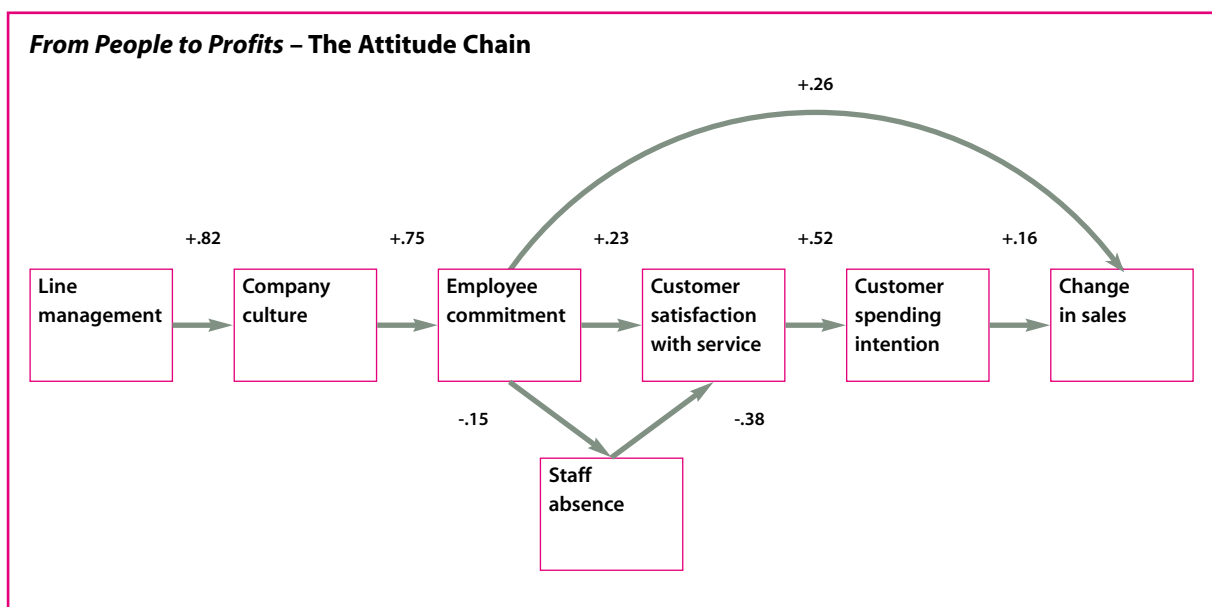 From People to Profits – The Attitude Chain
+.26
+.82
+.75
+.23
+.52
+.16
Line
management
Company
culture
Employee
commitment
Customer
satisfaction
with service
Customer
spending
intention
Change
in sales
-.15
-.38
Staff
absence